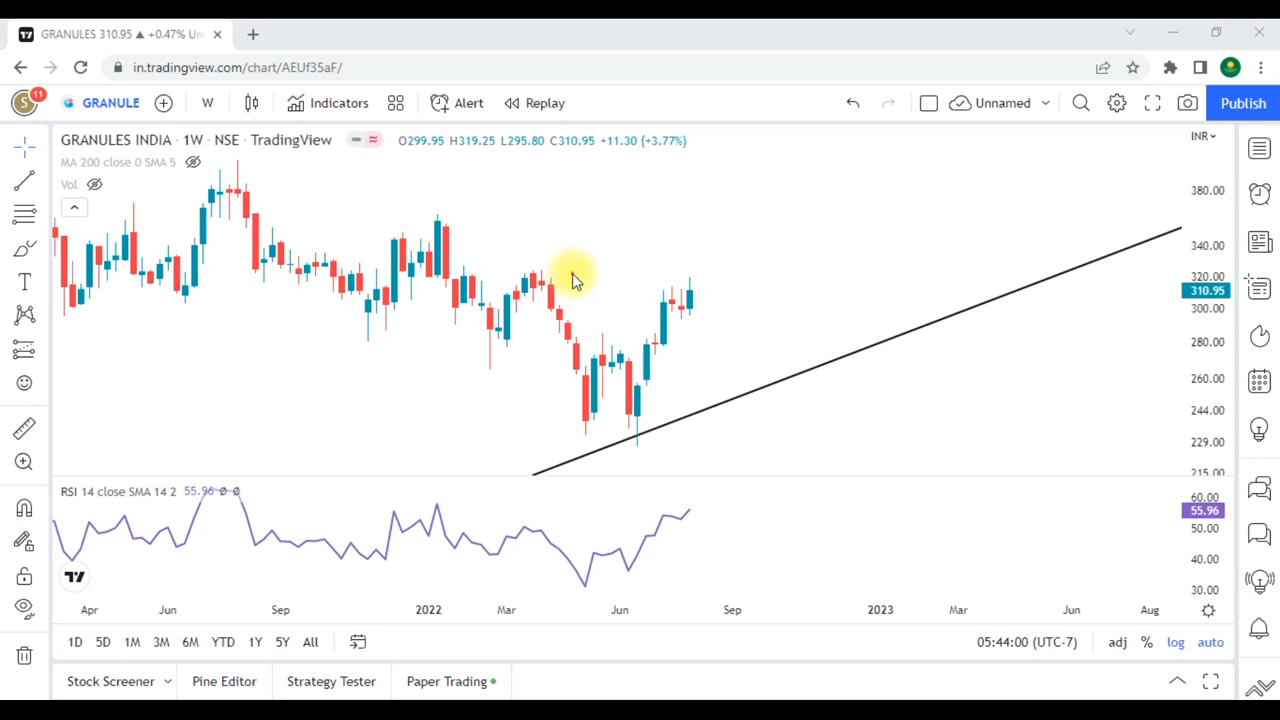 GRANULES 310.95 ▲ +0.47% Un
in.tradingview.com/chart/AEUf35aF/
S 11 GRANULE W Indicators Alert Replay Unnamed Publish
GRANULES INDIA · 1W · NSE · TradingView O299.95 H319.25 L295.80 C310.95 +11.30 (+3.77%) INR
MA 200 close 0 SMA 5
Vol
380.00
340.00
320.00
310.95
300.00
280.00
260.00
244.00
229.00
215.00
RSI 14 close SMA 14 2 55.96 ø ø
60.00
55.96
50.00
40.00
30.00
Apr Jun Sep 2022 Mar Jun Sep 2023 Mar Jun Aug
1D 5D 1M 3M 6M YTD 1Y 5Y All 05:44:00 (UTC-7) adj % log auto
Stock Screener Pine Editor Strategy Tester Paper Trading